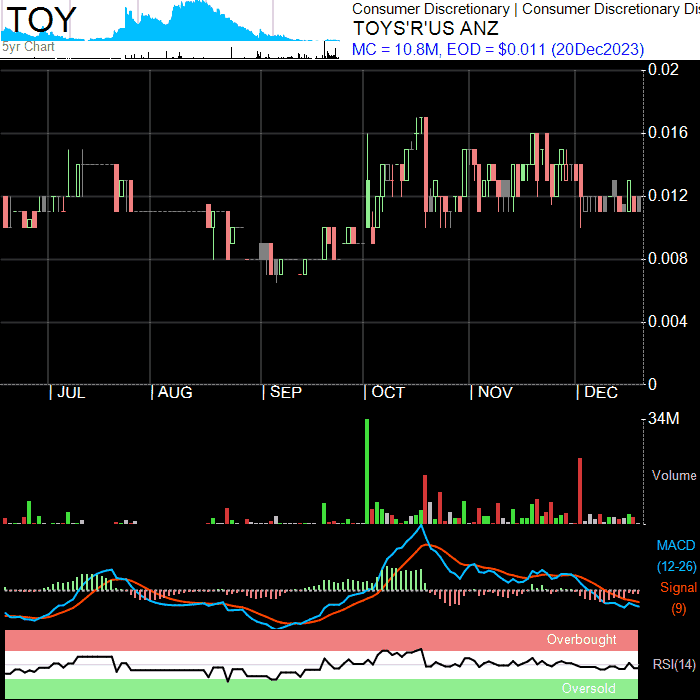 TOY
5yr Chart
Consumer Discretionary | Consumer Discretionary Dis
TOYS'R'US ANZ
MC = 10.8M, EOD = $0.011 (20Dec2023)
0.02
0.016
0.012
0.008
0.004
0
| JUL | AUG | SEP | OCT | NOV | DEC
34M
Volume
MACD
(12-26)
Signal
(9)
Overbought
RSI(14)
Oversold